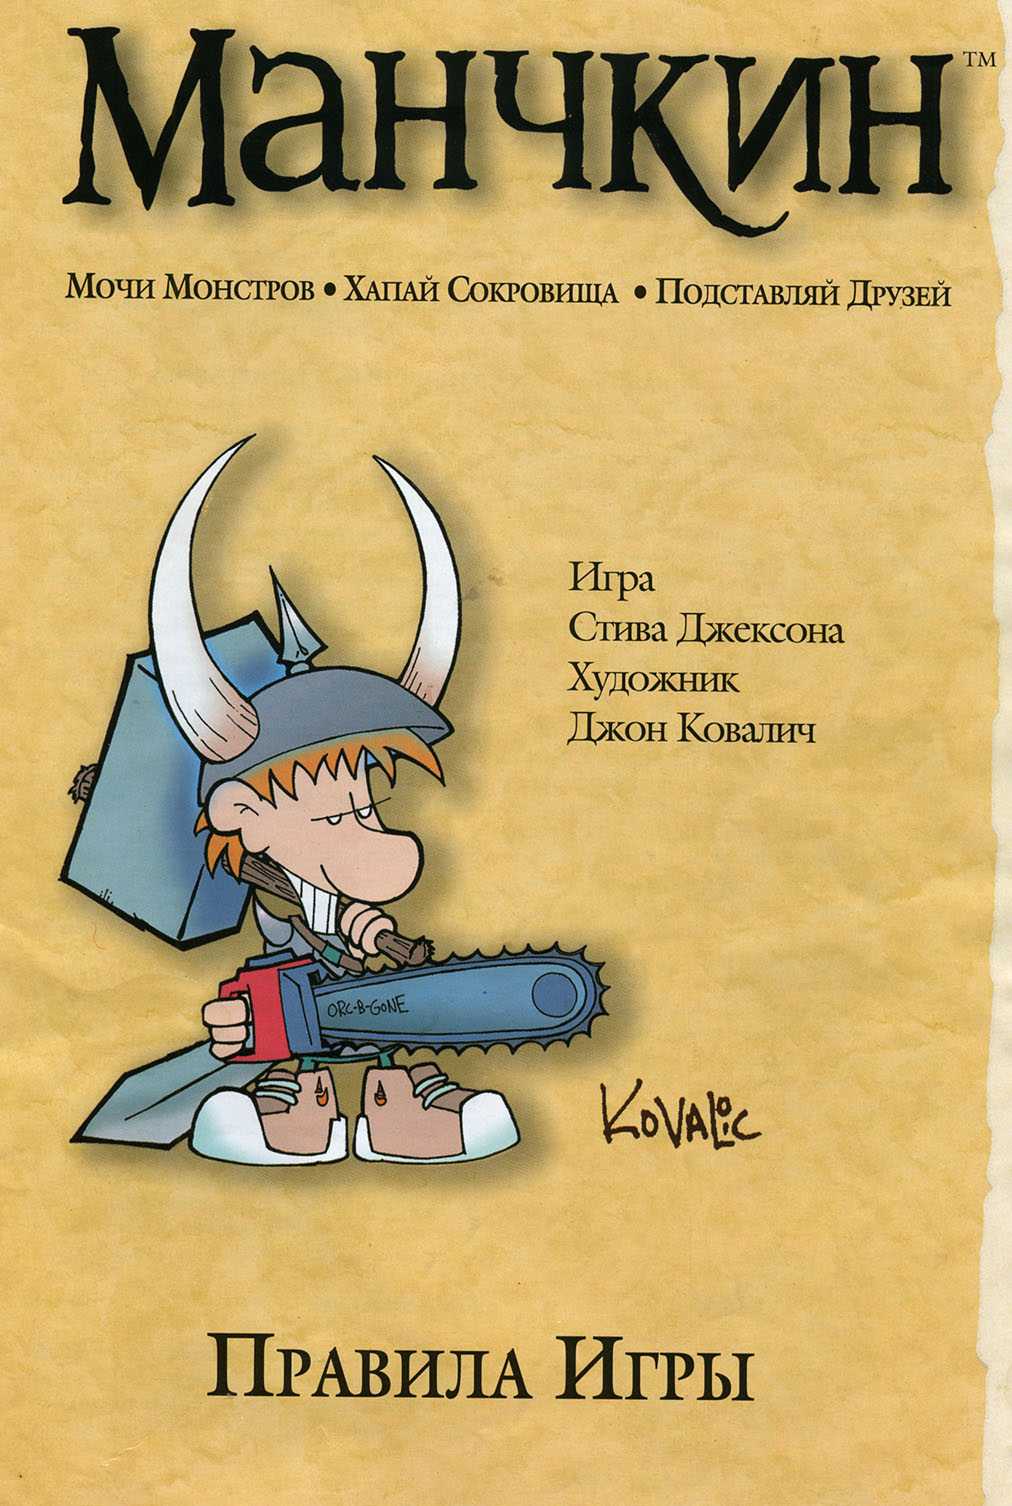 Манчкин™
Мочи Монстров • Хапай Сокровища • Подставляй Друзей
Игра
Стива Джексона
Художник
Джон Ковалич
ORC-B-GONE
KOVALIC
Правила Игры